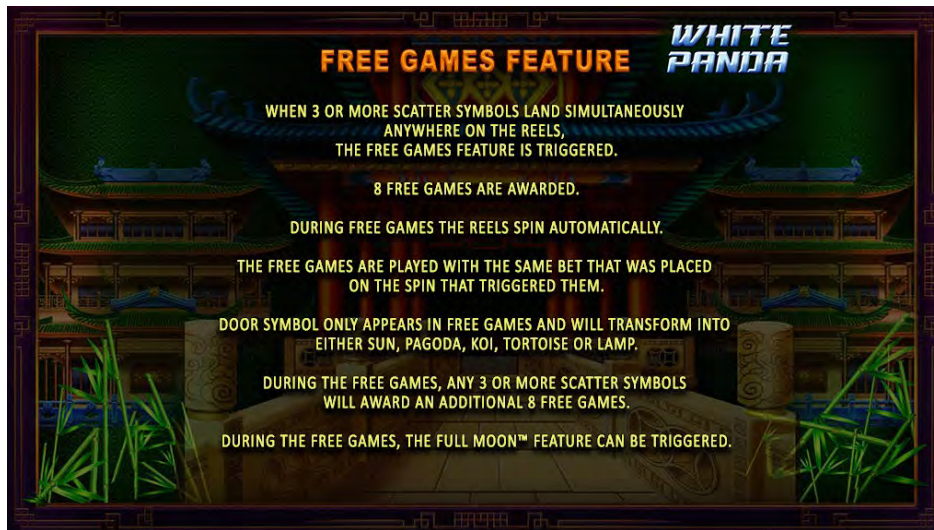 WHITE
PANDA
FREE GAMES FEATURE
WHEN 3 OR MORE SCATTER SYMBOLS LAND SIMULTANEOUSLY
ANYWHERE ON THE REELS,
THE FREE GAMES FEATURE IS TRIGGERED.
8 FREE GAMES ARE AWARDED.
DURING FREE GAMES THE REELS SPIN AUTOMATICALLY.
THE FREE GAMES ARE PLAYED WITH THE SAME BET THAT WAS PLACED
ON THE SPIN THAT TRIGGERED THEM.
DOOR SYMBOL ONLY APPEARS IN FREE GAMES AND WILL TRANSFORM INTO
EITHER SUN, PAGODA, KOI, TORTOISE OR LAMP.
DURING THE FREE GAMES, ANY 3 OR MORE SCATTER SYMBOLS
WILL AWARD AN ADDITIONAL 8 FREE GAMES.
DURING THE FREE GAMES, THE FULL MOON™ FEATURE CAN BE TRIGGERED.